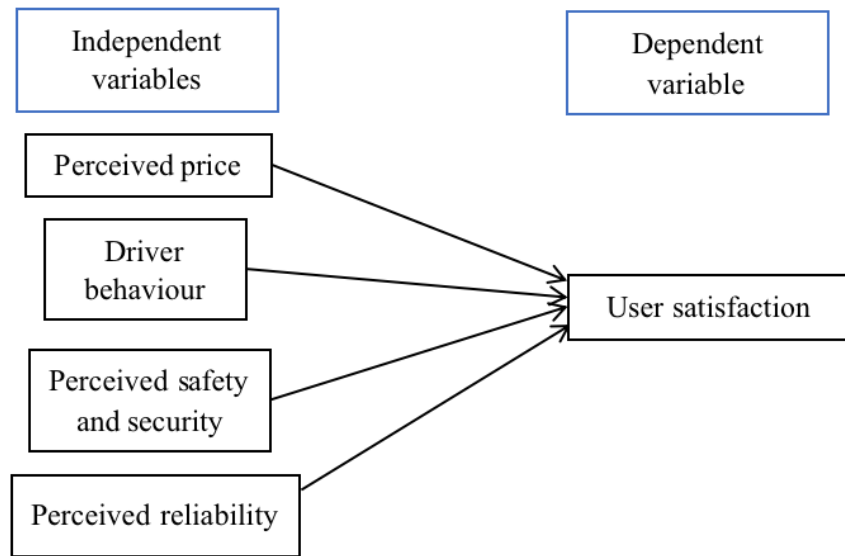 Independent
variables
Dependent
variable
Perceived price
Driver
behaviour
User satisfaction
Perceived safety
and security
Perceived reliability